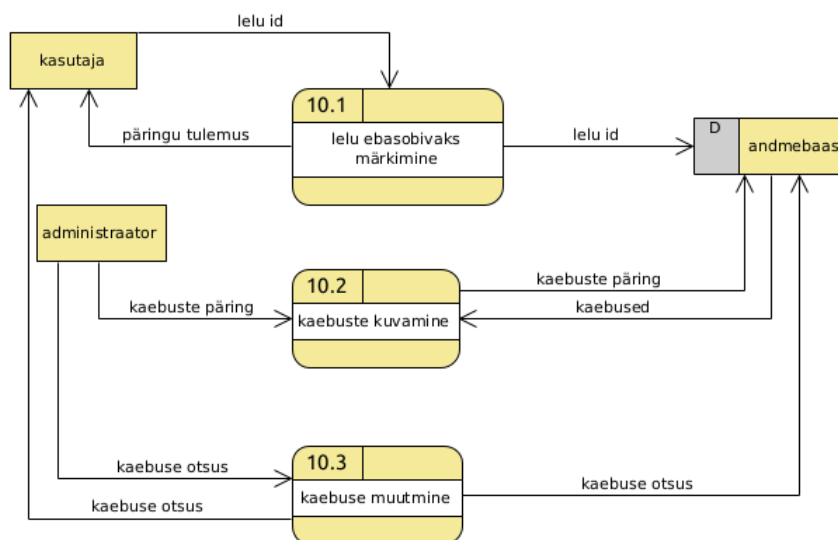 lelu id
kasutaja
10.1
päringu tulemus
lelu ebasobivaks
märkimine
lelu id
D
andmebaas
administraator
10.2
kaebuste päring
kaebuste päring
kaebuste kuvamine
kaebused
10.3
kaebuse otsus
kaebuse muutmine
kaebuse otsus
kaebuse otsus